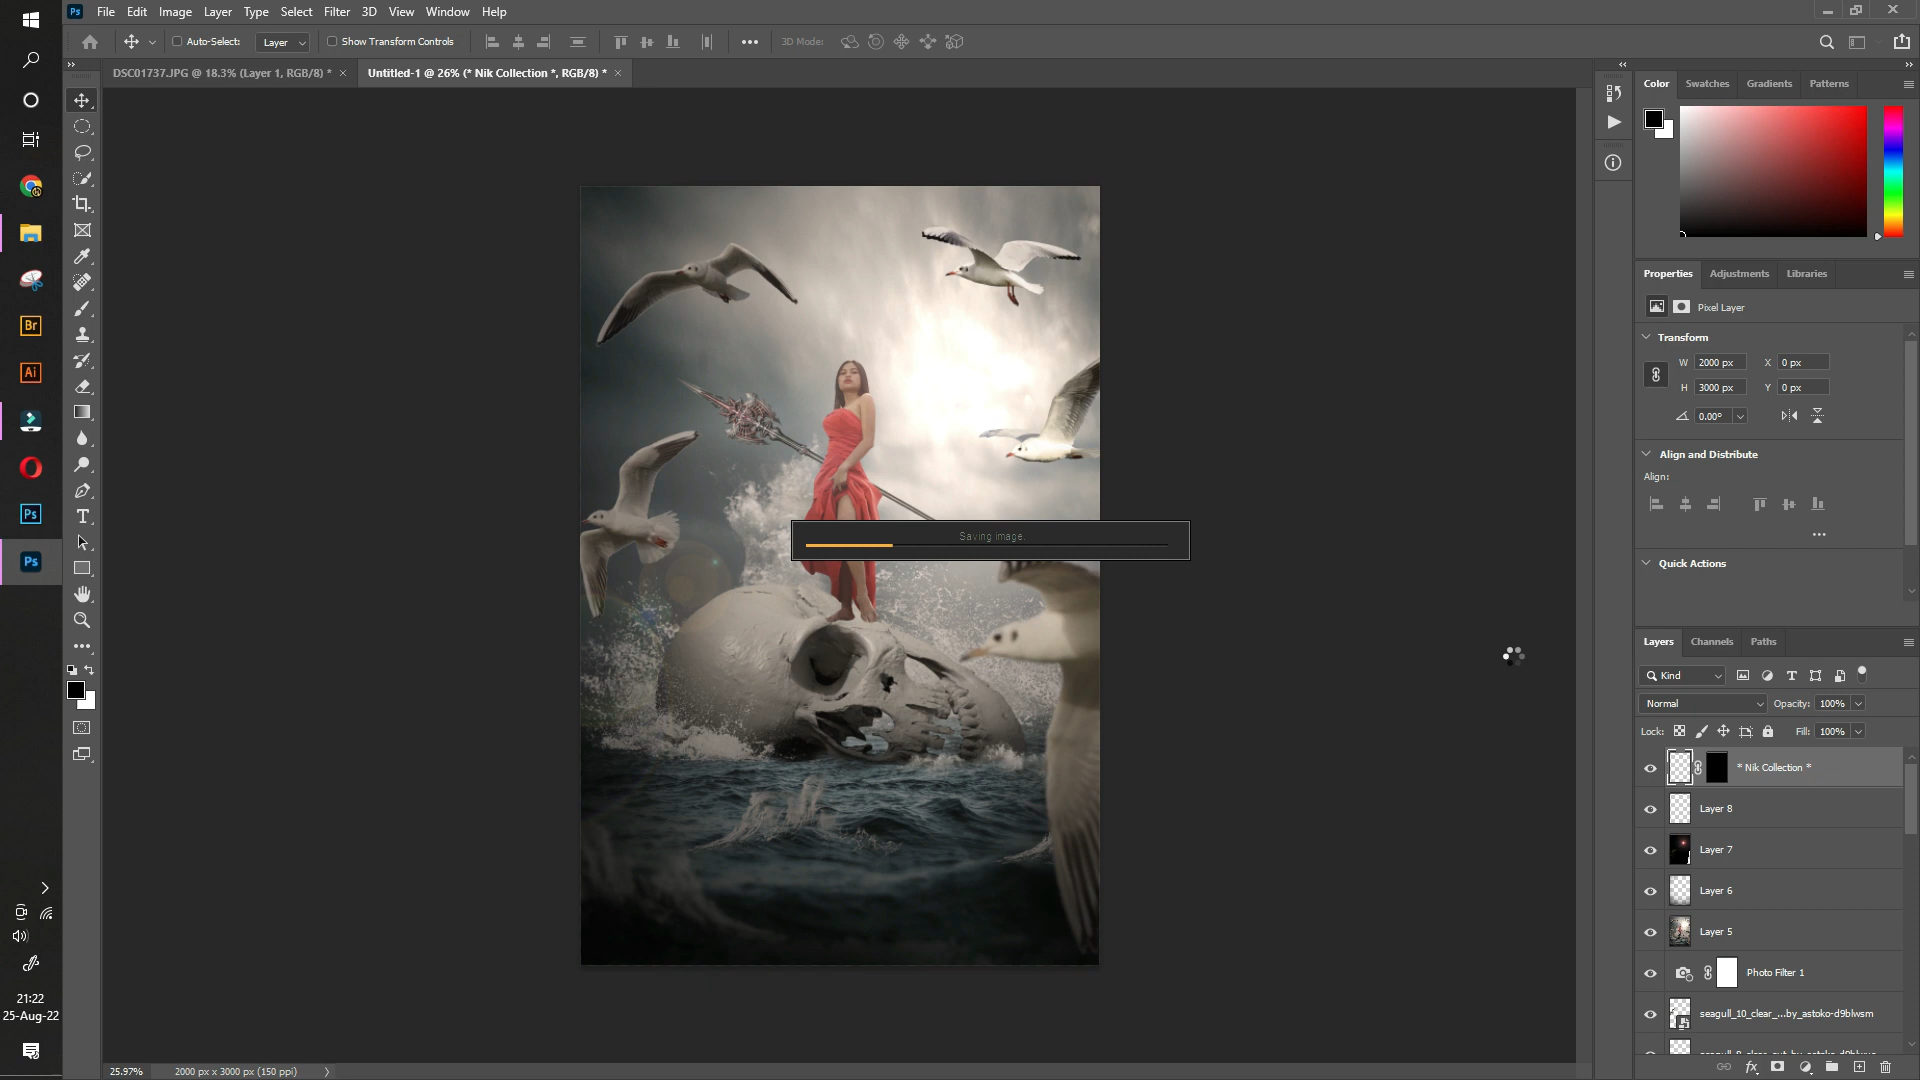 Ps File Edit Image Layer Type Select Filter 3D View Window Help
Auto-Select: Layer Show Transform Controls 3D Mode:
DSC01737.JPG @ 18.3% (Layer 1, RGB/8) * × Untitled-1 @ 26% (* Nik Collection *, RGB/8) * ×
Color Swatches Gradients Patterns
Properties Adjustments Libraries
Pixel Layer
Transform
W 2000 px X 0 px
H 3000 px Y 0 px
0.00°
Align and Distribute
Align:
Quick Actions
Saving image.
Br
Ai
Ps
Ps
Layers Channels Paths
Kind
Normal Opacity: 100%
Lock: Fill: 100%
* Nik Collection *
Layer 8
Layer 7
Layer 6
Layer 5
Photo Filter 1
seagull_10_clear_...by_astoko-d9blwsm
21:22
25-Aug-22
25.97% 2000 px x 3000 px (150 ppi)